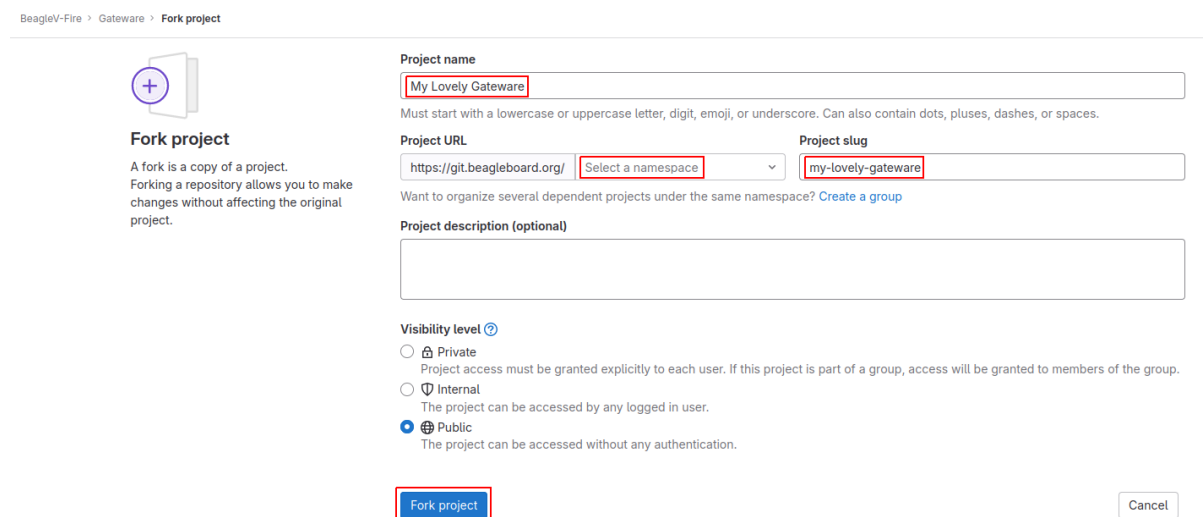 BeagleV-Fire › Gateware › Fork project
Fork project
A fork is a copy of a project.
Forking a repository allows you to make
changes without affecting the original
project.
Project name
My Lovely Gateware
Must start with a lowercase or uppercase letter, digit, emoji, or underscore. Can also contain dots, pluses, dashes, or spaces.
Project URL
https://git.beagleboard.org/ Select a namespace
Project slug
my-lovely-gateware
Want to organize several dependent projects under the same namespace? Create a group
Project description (optional)
Visibility level
Private
Project access must be granted explicitly to each user. If this project is part of a group, access will be granted to members of the group.
Internal
The project can be accessed by any logged in user.
Public
The project can be accessed without any authentication.
Fork project
Cancel